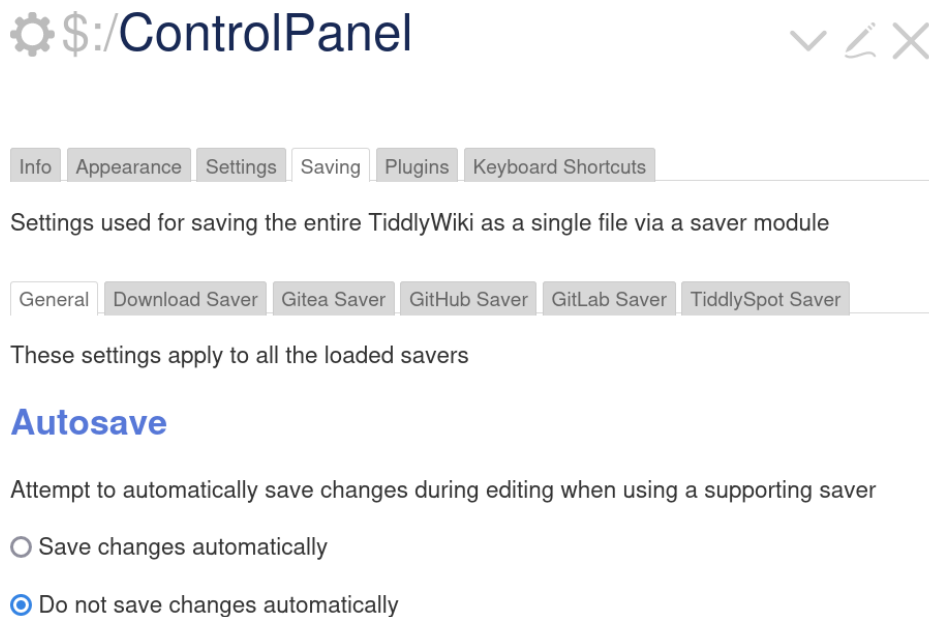 $:/ControlPanel
Info Appearance Settings Saving Plugins Keyboard Shortcuts
Settings used for saving the entire TiddlyWiki as a single file via a saver module
General Download Saver Gitea Saver GitHub Saver GitLab Saver TiddlySpot Saver
These settings apply to all the loaded savers
Autosave
Attempt to automatically save changes during editing when using a supporting saver
Save changes automatically
Do not save changes automatically